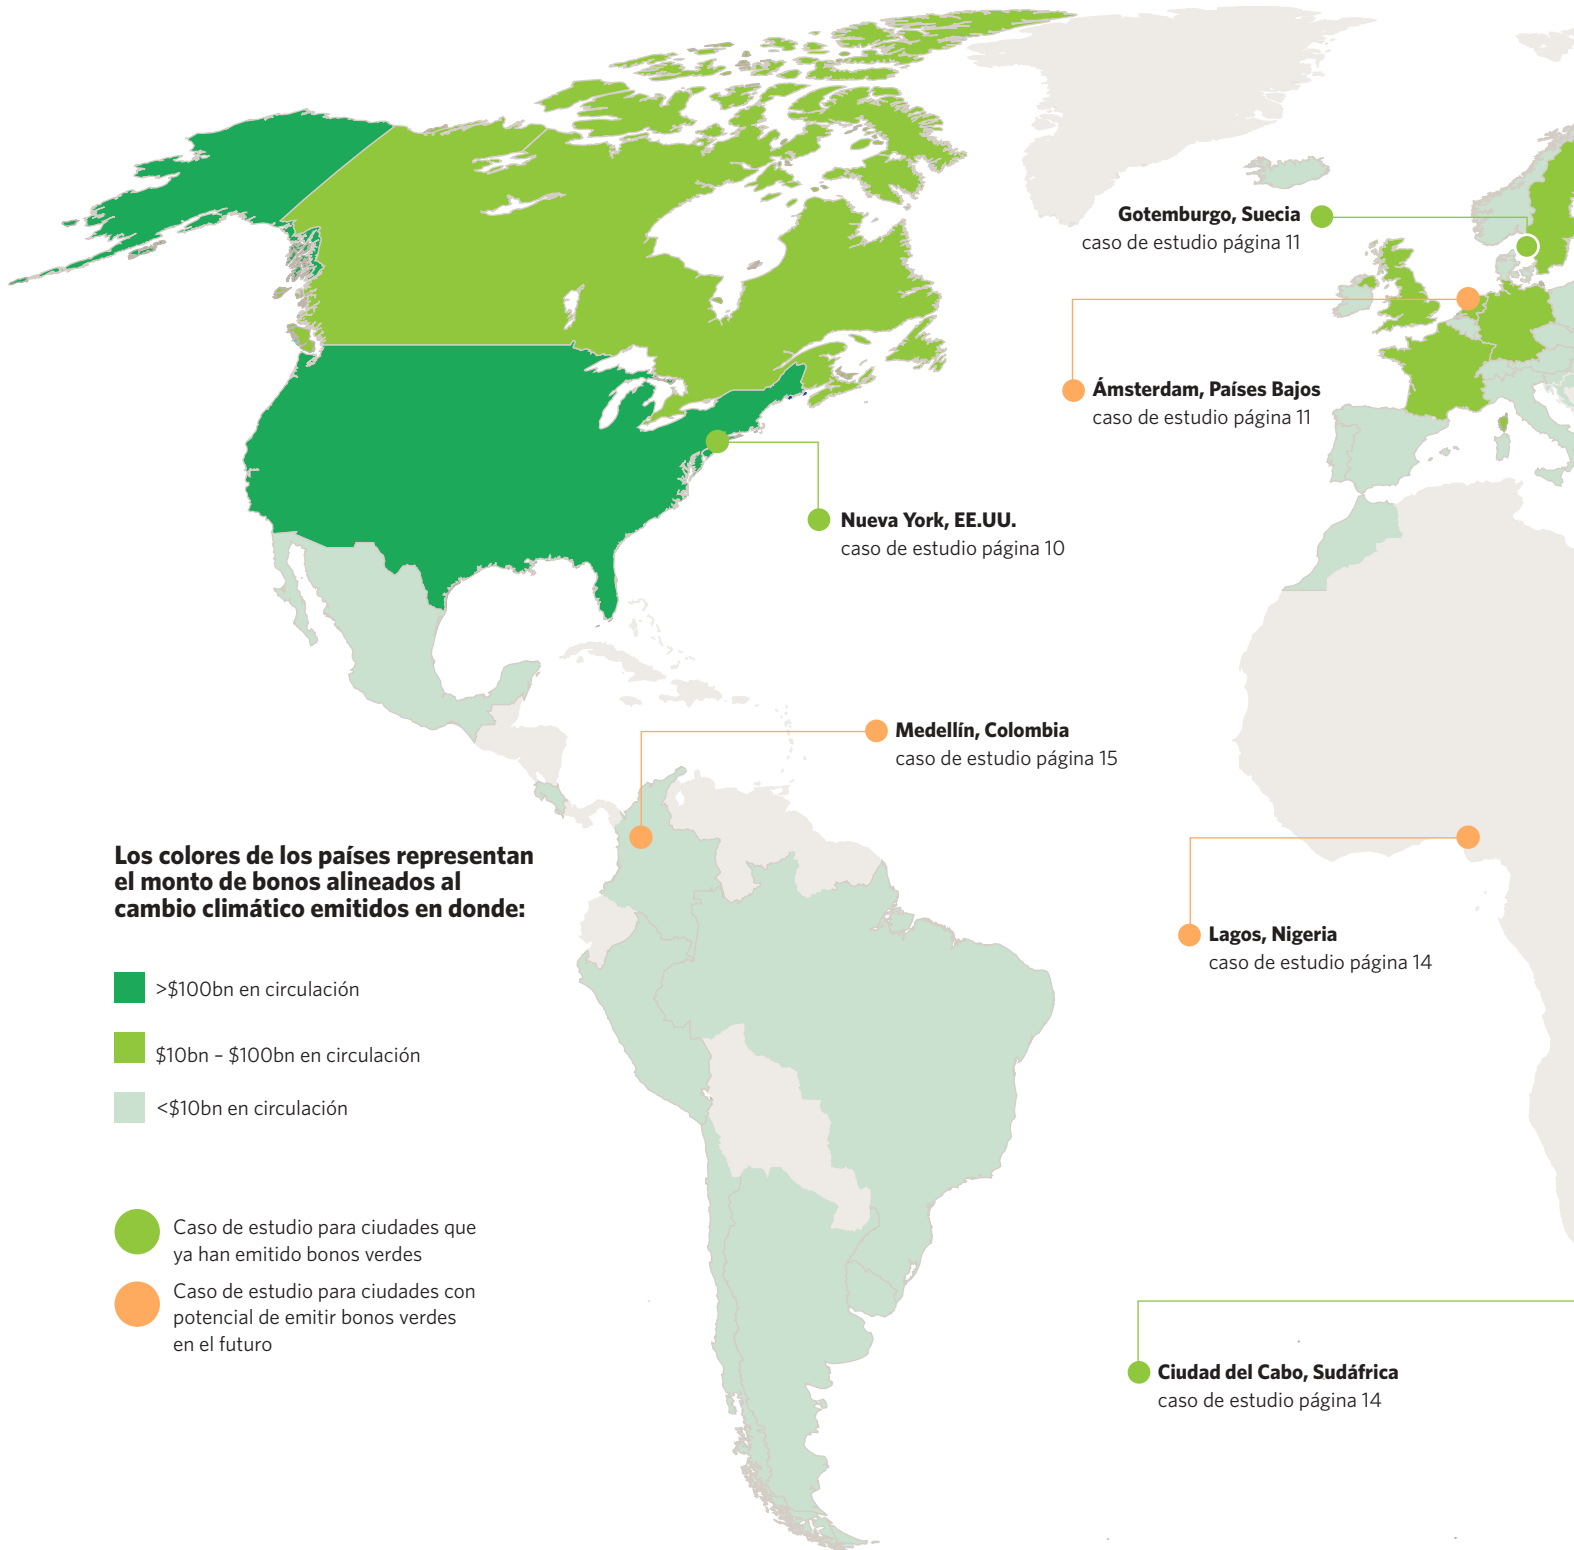 Gotemburgo, Suecia
caso de estudio página 11
Ámsterdam, Países Bajos
caso de estudio página 11
Nueva York, EE.UU.
caso de estudio página 10
Medellín, Colombia
caso de estudio página 15
Los colores de los países representan
el monto de bonos alineados al
cambio climático emitidos en donde:
>$100bn en circulación
$10bn – $100bn en circulación
<$10bn en circulación
Caso de estudio para ciudades que
ya han emitido bonos verdes
Caso de estudio para ciudades con
potencial de emitir bonos verdes
en el futuro
Lagos, Nigeria
caso de estudio página 14
Ciudad del Cabo, Sudáfrica
caso de estudio página 14